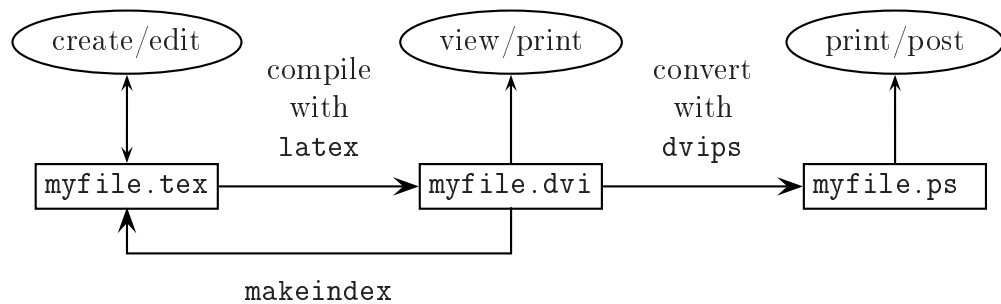 create/edit
view/print
print/post
compile
with
latex
convert
with
dvips
myfile.tex
myfile.dvi
myfile.ps
makeindex